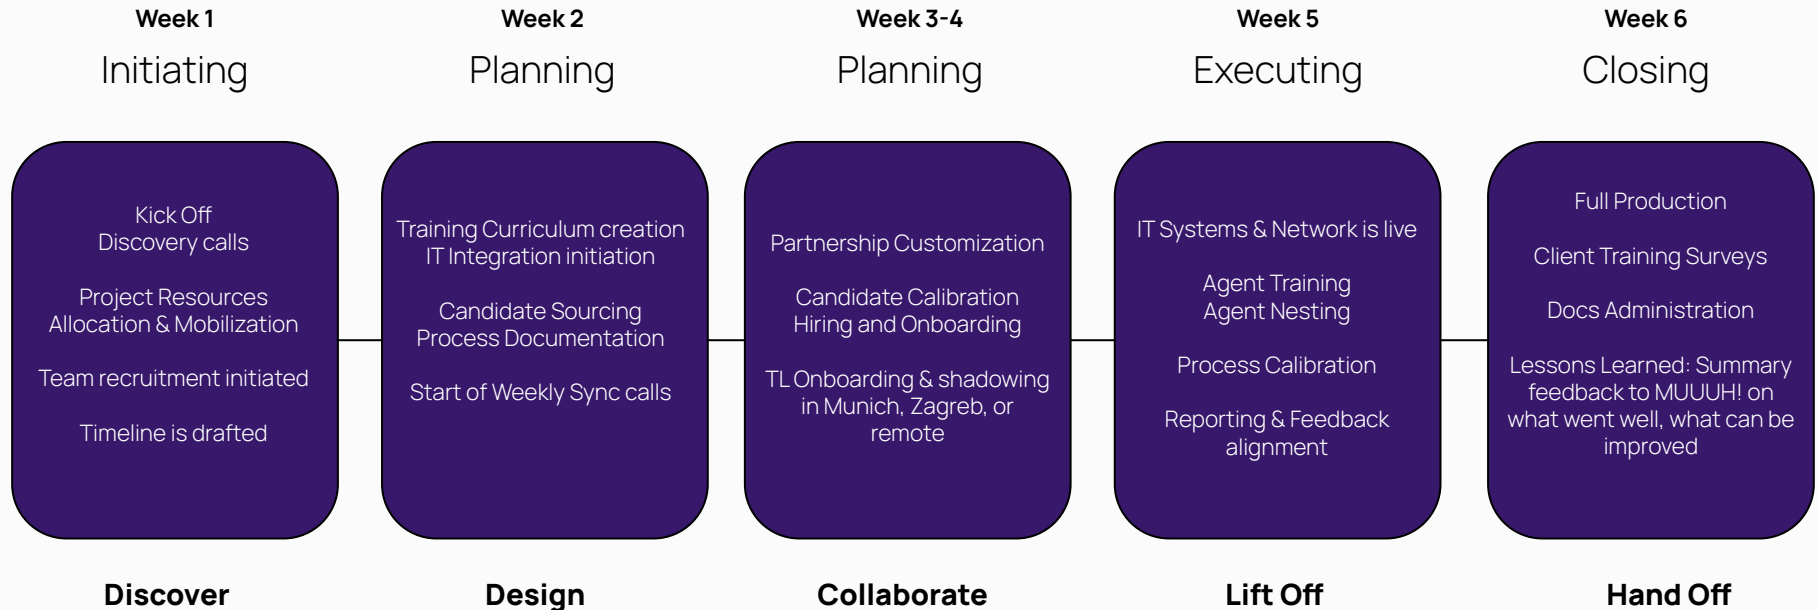 Week 1
Initiating
Kick Off
Discovery calls
Project Resources
Allocation & Mobilization
Team recruitment initiated
Timeline is drafted
Discover
Week 2
Planning
Training Curriculum creation
IT Integration initiation
Candidate Sourcing
Process Documentation
Start of Weekly Sync calls
Design
Week 3-4
Planning
Partnership Customization
Candidate Calibration
Hiring and Onboarding
TL Onboarding & shadowing
in Munich, Zagreb, or
remote
Collaborate
Week 5
Executing
IT Systems & Network is live
Agent Training
Agent Nesting
Process Calibration
Reporting & Feedback
alignment
Lift Off
Week 6
Closing
Full Production
Client Training Surveys
Docs Administration
Lessons Learned: Summary
feedback to MUUUH! on
what went well, what can be
improved
Hand Off